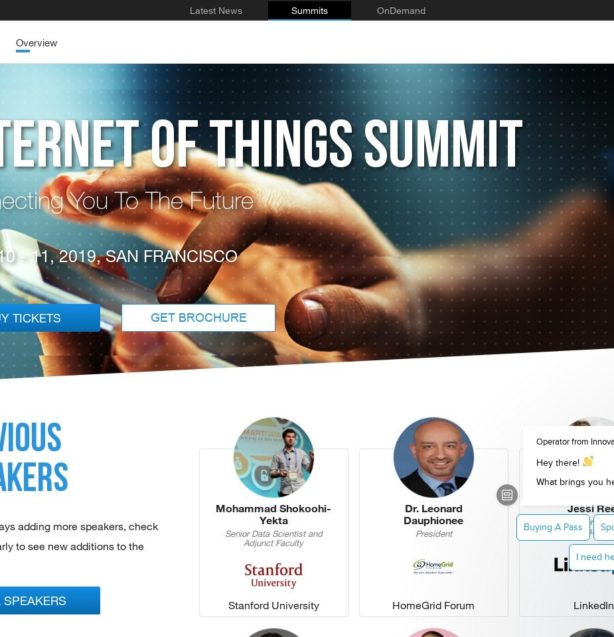 Latest News
Summits
OnDemand
Overview
TERNET OF THINGS SUMMIT
ecting You To The Future
10 - 11, 2019, SAN FRANCISCO
Y TICKETS
GET BROCHURE
VIOUS
AKERS
ays adding more speakers, check
arly to see new additions to the
SPEAKERS
Mohammad Shokoohi-
Yekta
Senior Data Scientist and
Adjunct Faculty
Stanford
University
Stanford University
Dr. Leonard
Dauphionee
President
HomeGrid
HomeGrid Forum
Jessi Ree
LinkedIn
Operator from Innova
Hey there! 👋
What brings you he
Buying A Pass
Spo
I need he